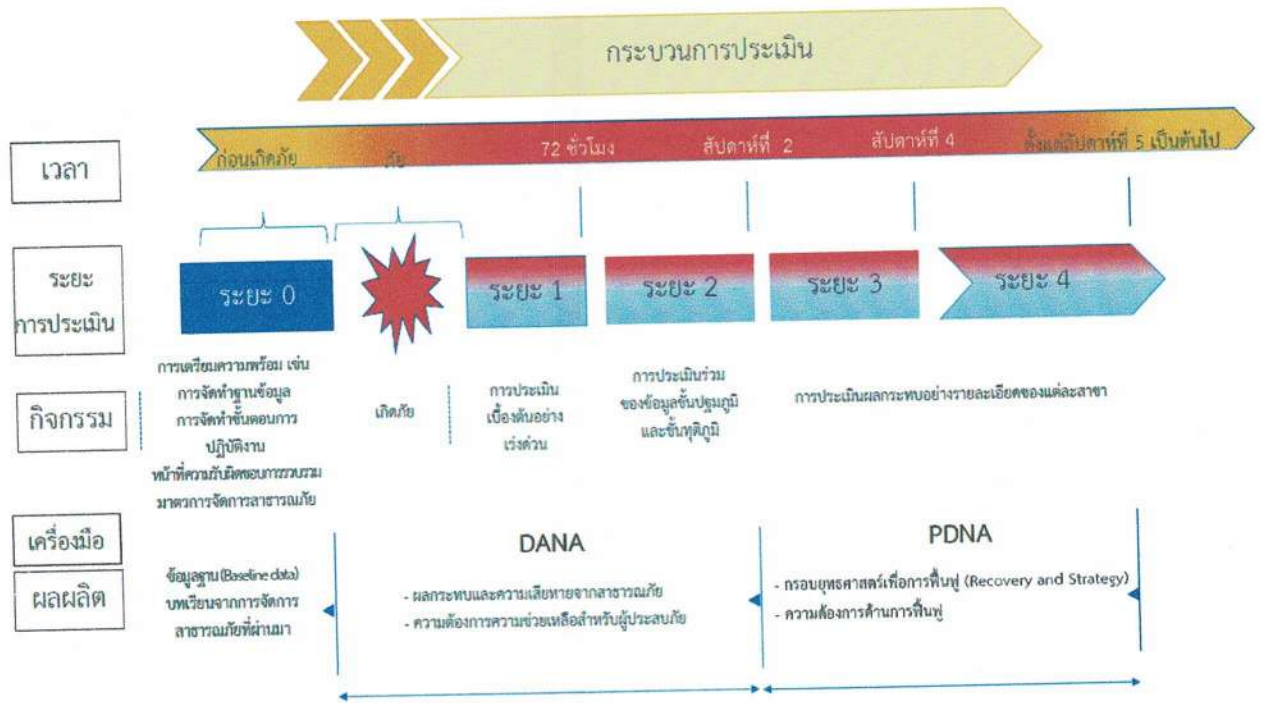 กระบวนการประเมิน
เวลา
ก่อนเกิดภัย
ภัย
72 ชั่วโมง
สัปดาห์ที่ 2
สัปดาห์ที่ 4
ตั้งแต่สัปดาห์ที่ 5 เป็นต้นไป
ระยะ
การประเมิน
ระยะ 0
ระยะ 1
ระยะ 2
ระยะ 3
ระยะ 4
กิจกรรม
การเตรียมความพร้อม เช่น
การจัดทำฐานข้อมูล
การจัดทำขั้นตอนการ
ปฏิบัติงาน
หน้าที่ความรับผิดชอบการรวบรวม
มาตรการจัดการสาธารณภัย
เกิดภัย
การประเมิน
เบื้องต้นอย่าง
เร่งด่วน
การประเมินร่วม
ของข้อมูลขั้นปฐมภูมิ
และขั้นทุติภูมิ
การประเมินผลกระทบอย่างรายละเอียดของแต่ละสาขา
เครื่องมือ
DANA
PDNA
ผลผลิต
ข้อมูลฐาน (Baseline data)
บทเรียนจากการจัดการ
สาธารณภัยที่ผ่านมา
- ผลกระทบและความเสียหายจากสาธารณภัย
- ความต้องการความช่วยเหลือสำหรับผู้ประสบภัย
- กรอบยุทธศาสตร์เพื่อการฟื้นฟู (Recovery and Strategy)
- ความต้องการด้านการฟื้นฟู